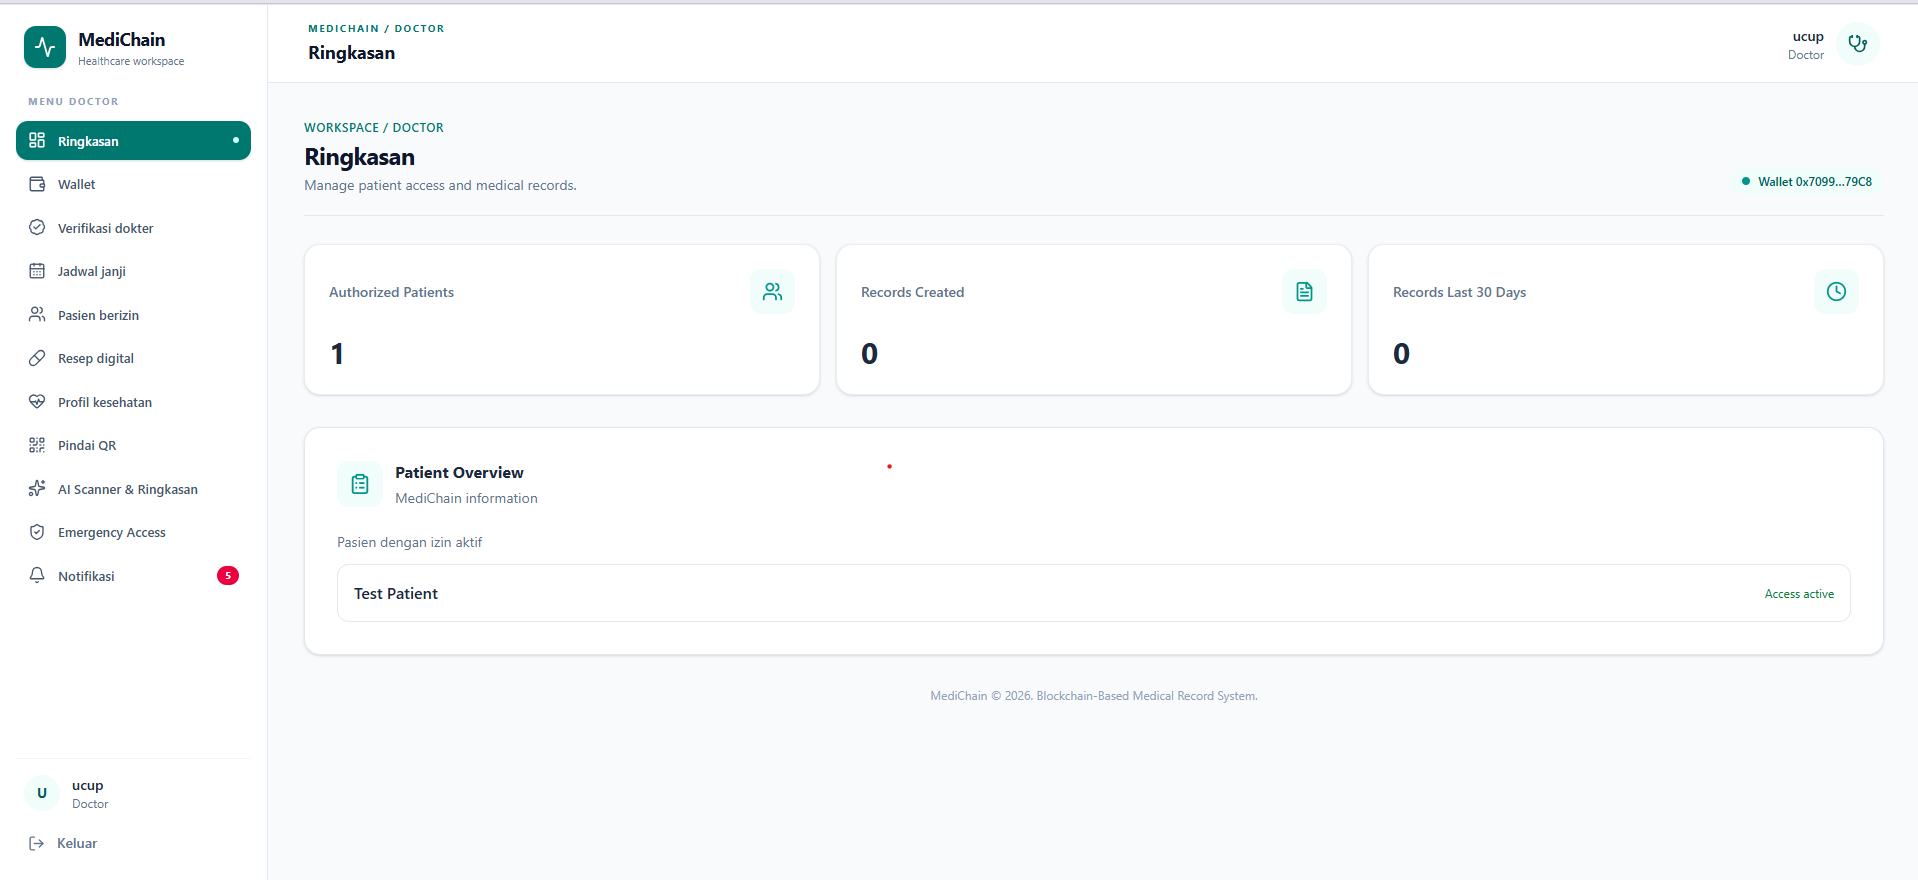 MediChain
Healthcare workspace
MENU DOCTOR
Ringkasan
Wallet
Verifikasi dokter
Jadwal janji
Pasien berizin
Resep digital
Profil kesehatan
Pindai QR
AI Scanner & Ringkasan
Emergency Access
Notifikasi 5
U
ucup
Doctor
Keluar
MEDICHAIN / DOCTOR
Ringkasan
ucup
Doctor
WORKSPACE / DOCTOR
Ringkasan
Manage patient access and medical records.
Wallet 0x7099...79C8
Authorized Patients
1
Records Created
0
Records Last 30 Days
0
Patient Overview
MediChain information
Pasien dengan izin aktif
Test Patient
Access active
MediChain © 2026. Blockchain-Based Medical Record System.